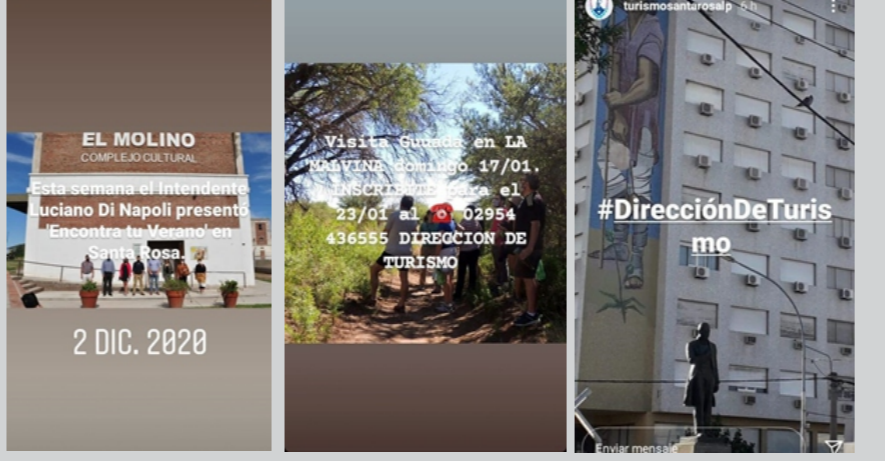 EL MOLINO
COMPLEJO CULTURAL
Esta semana el Intendente
Luciano Di Napoli presentó
'Encontra tu Verano' en
Santa Rosa.
2 DIC. 2020
Visita Guiada en LA
MALVINA domingo 17/01.
INSCRIBITE para el
23/01 al ☎ 02954
436555 DIRECCION DE
TURISMO
turismosantarosalp 6 h
#DirecciónDeTuris
mo
Enviar mensaje